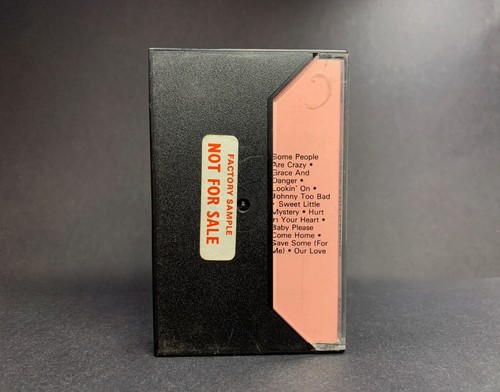 FACTORY SAMPLE
NOT FOR SALE
Some People
Are Crazy •
Grace And
Danger •
Lookin' On •
Johnny Too Bad
• Sweet Little
Mystery • Hurt
In Your Heart •
Baby Please
Come Home •
Save Some (For
Me) • Our Love